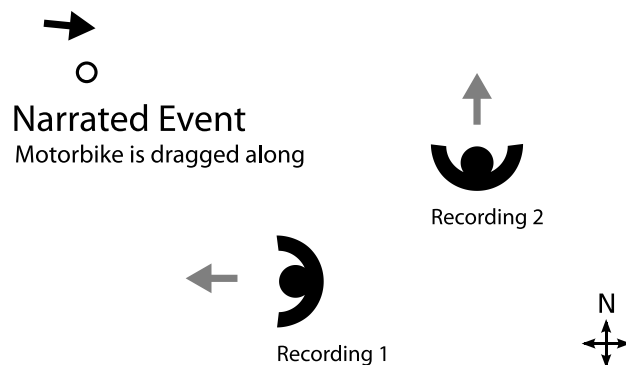 Narrated Event
Motorbike is dragged along
Recording 2
Recording 1
N